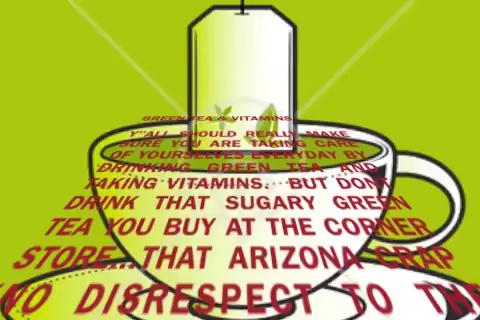 GREEN TEA & VITAMINS
Y"ALL SHOULD REALLY MAKE
SURE YOU ARE TAKING CARE
OF YOURSELVES EVERYDAY BY
DRINKING GREEN TEA AND
TAKING VITAMINS. BUT DONT
DRINK THAT SUGARY GREEN
TEA YOU BUY AT THE CORNER
STORE...THAT ARIZONA CRAP
NO DISRESPECT TO